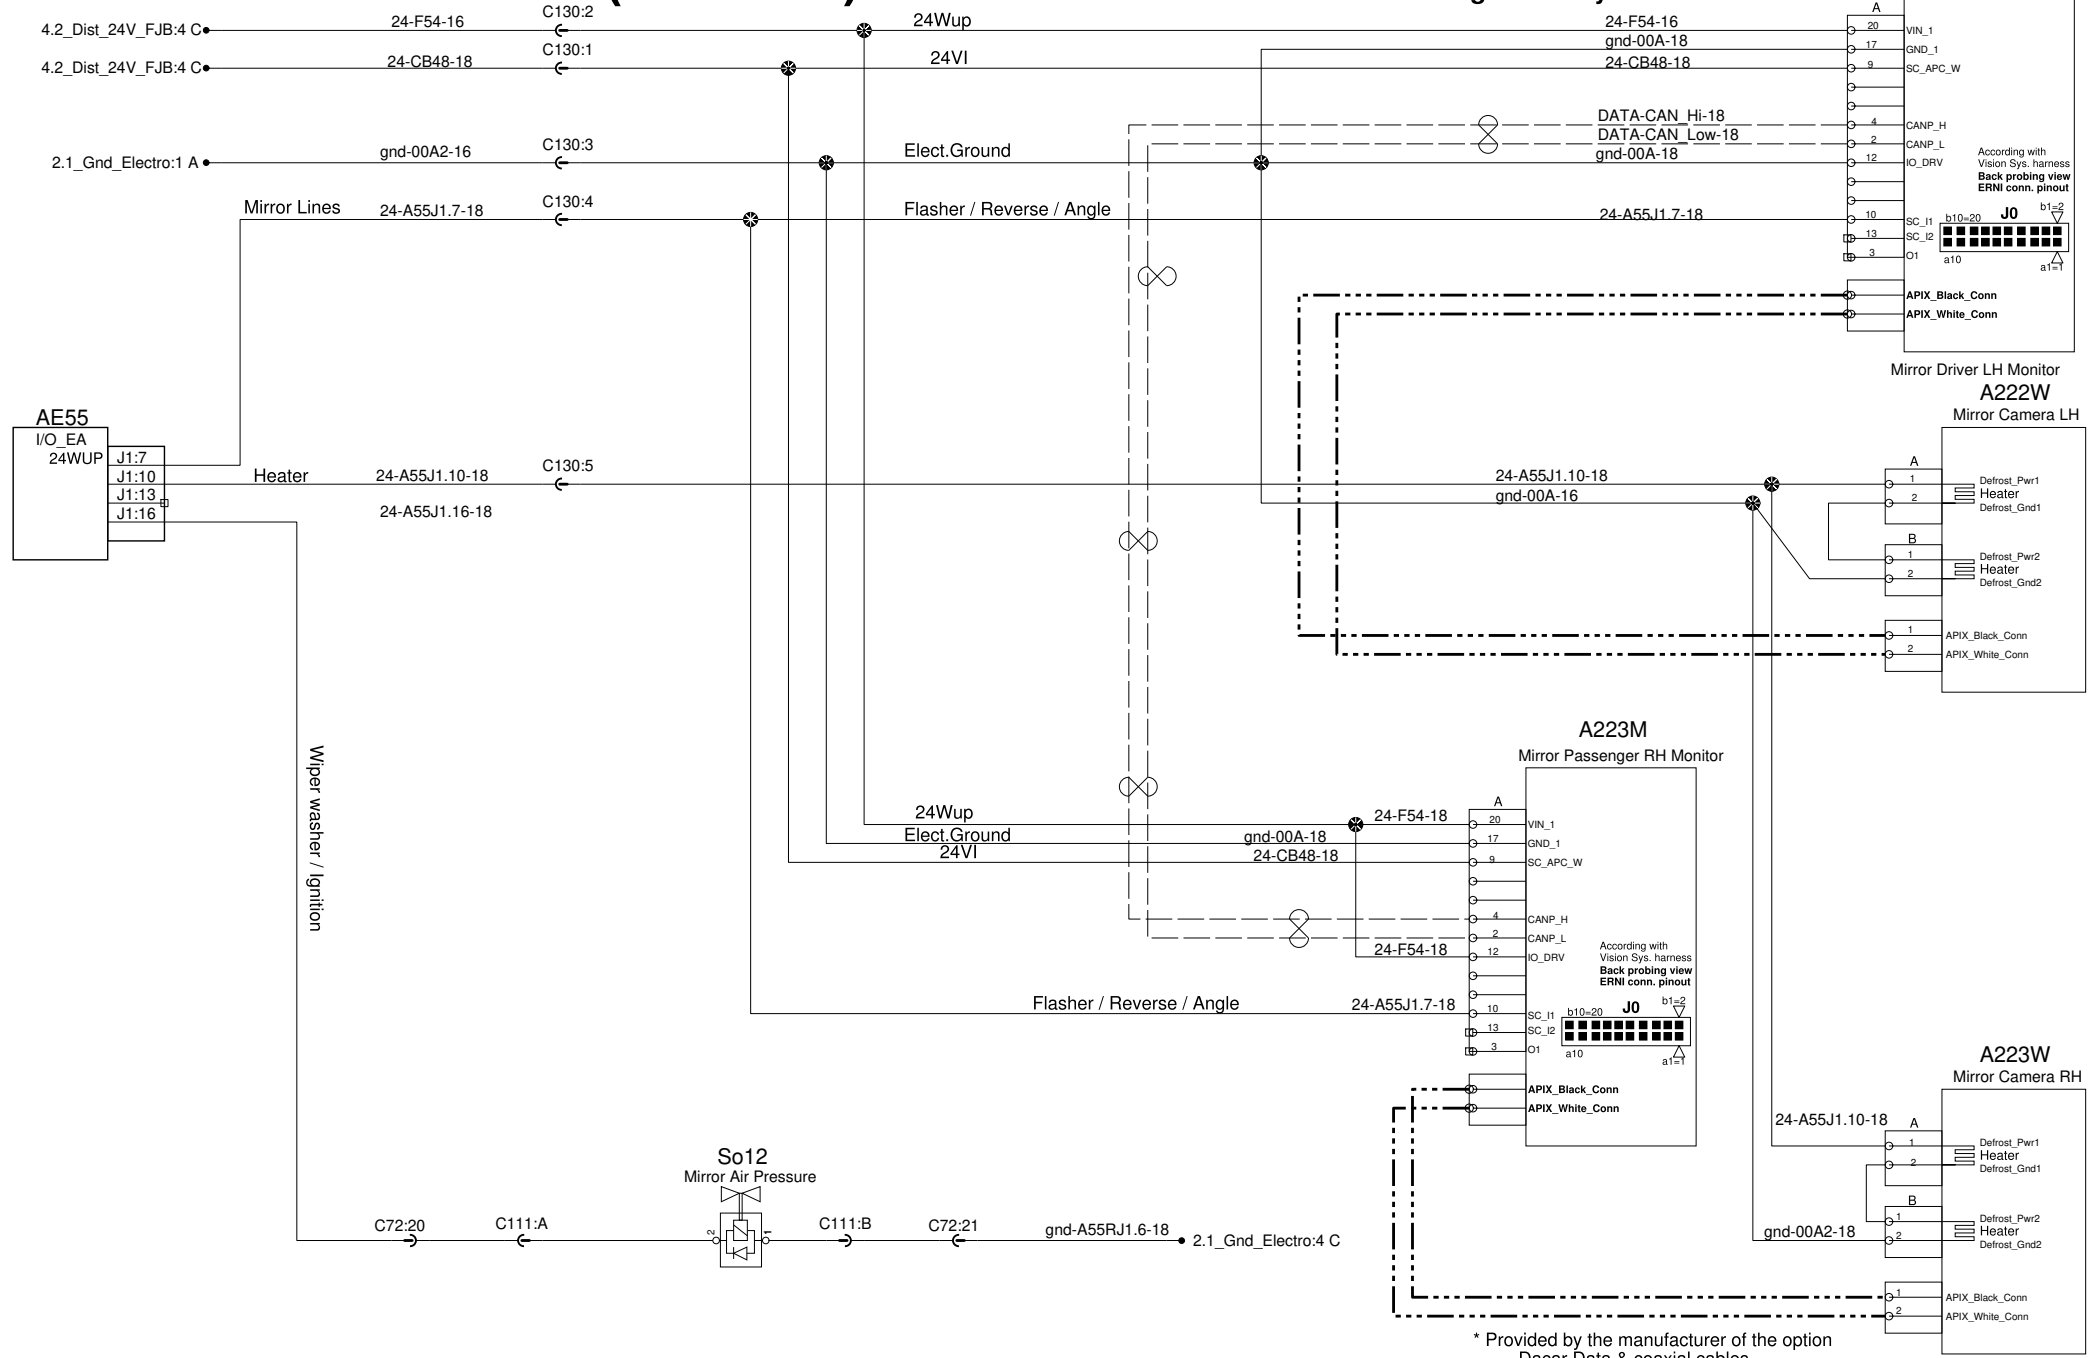 4.2_Dist_24V_FJB:4 C
24-F54-16
C130:2
24Wup
24-F54-16
4.2_Dist_24V_FJB:4 C
24-CB48-18
C130:1
24VI
gnd-00A-18
24-CB48-18
A
20 VIN_1
17 GND_1
9 SC_APC_W
DATA-CAN_Hi-18
4 CANP_H
DATA-CAN_Low-18
2 CANP_L
2.1_Gnd_Electro:1 A
gnd-00A2-16
C130:3
Elect.Ground
gnd-00A-18
12 IO_DRV
According with
Vision Sys. harness
Back probing view
ERNI conn. pinout
Mirror Lines
24-A55J1.7-18
C130:4
Flasher / Reverse / Angle
24-A55J1.7-18
10 SC_I1
13 SC_I2
3 O1
b10=20
J0
b1=2
a10
a1=1
APIX_Black_Conn
APIX_White_Conn
Mirror Driver LH Monitor
A222W
Mirror Camera LH
AE55
I/O_EA
24WUP
J1:7
J1:10
J1:13
J1:16
Heater
24-A55J1.10-18
C130:5
24-A55J1.16-18
24-A55J1.10-18
gnd-00A-16
A
1 Defrost_Pwr1
Heater
2 Defrost_Gnd1
B
1 Defrost_Pwr2
Heater
2 Defrost_Gnd2
1 APIX_Black_Conn
2 APIX_White_Conn
Wiper washer / Ignition
A223M
Mirror Passenger RH Monitor
24Wup
Elect.Ground
24VI
24-F54-18
gnd-00A-18
24-CB48-18
A
20 VIN_1
17 GND_1
9 SC_APC_W
4 CANP_H
2 CANP_L
24-F54-18
12 IO_DRV
According with
Vision Sys. harness
Back probing view
ERNI conn. pinout
Flasher / Reverse / Angle
24-A55J1.7-18
10 SC_I1
13 SC_I2
3 O1
b10=20
J0
b1=2
a10
a1=1
APIX_Black_Conn
APIX_White_Conn
A223W
Mirror Camera RH
24-A55J1.10-18
A
1 Defrost_Pwr1
Heater
2 Defrost_Gnd1
B
1 Defrost_Pwr2
Heater
2 Defrost_Gnd2
gnd-00A2-18
1 APIX_Black_Conn
2 APIX_White_Conn
So12
Mirror Air Pressure
C72:20
C111:A
2
1
C111:B
C72:21
gnd-A55RJ1.6-18
2.1_Gnd_Electro:4 C
* Provided by the manufacturer of the option
Dacar Data & coaxial cables